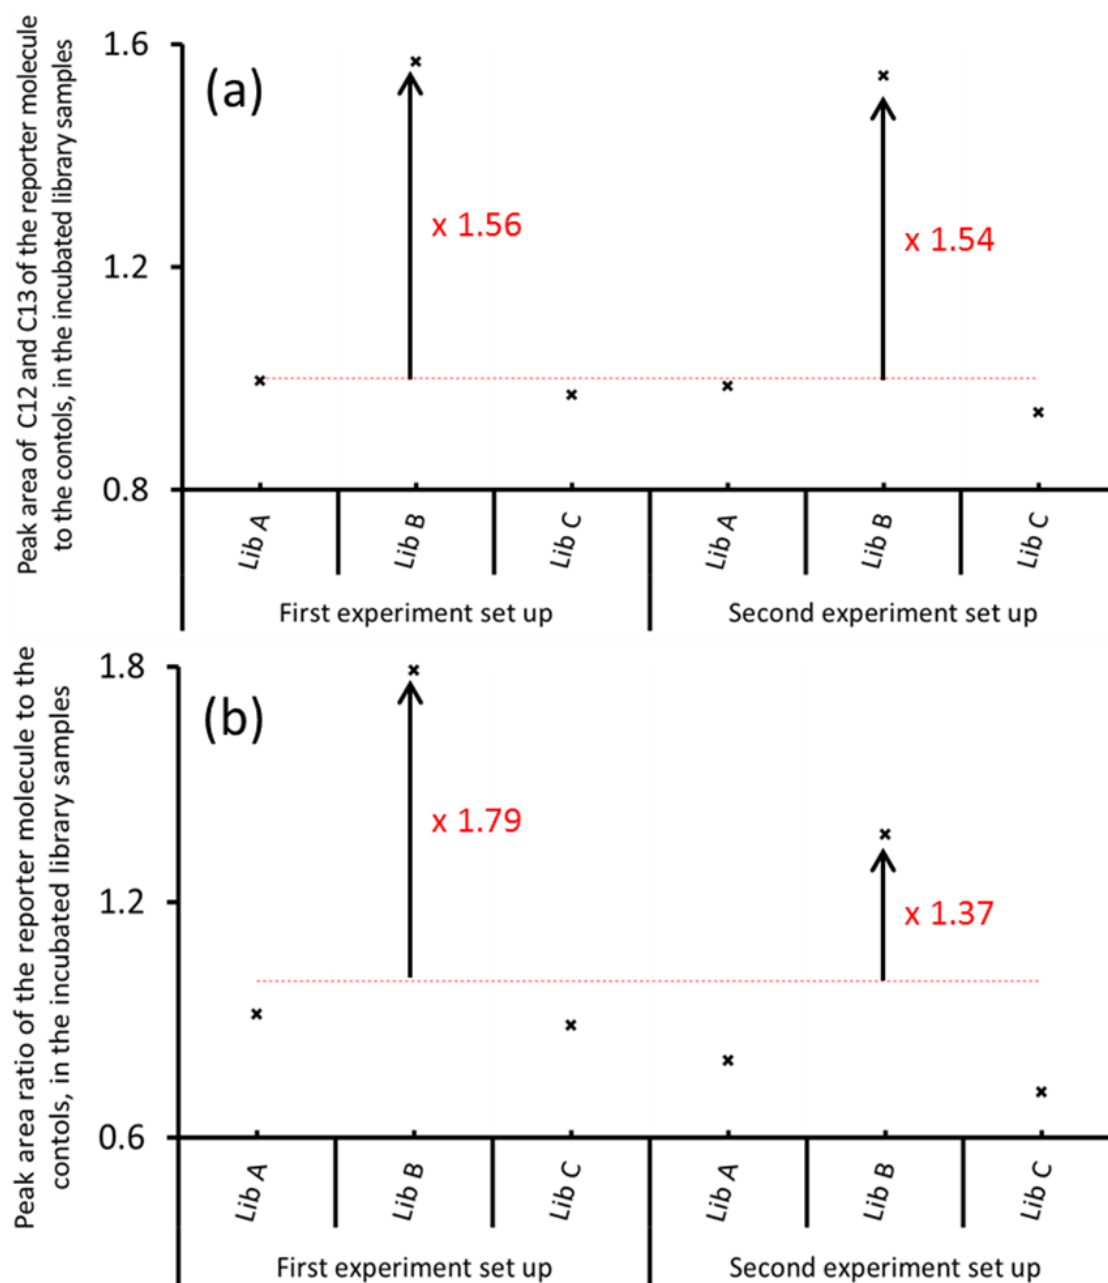 Peak area of C12 and C13 of the reporter molecule
to the contols, in the incubated library samples
1.6
1.2
0.8
(a)
x 1.56
x 1.54
Lib A
Lib B
Lib C
Lib A
Lib B
Lib C
First experiment set up
Second experiment set up
Peak area ratio of the reporter molecule to the
contols, in the incubated library samples
1.8
1.2
0.6
(b)
x 1.79
x 1.37
Lib A
Lib B
Lib C
Lib A
Lib B
Lib C
First experiment set up
Second experiment set up